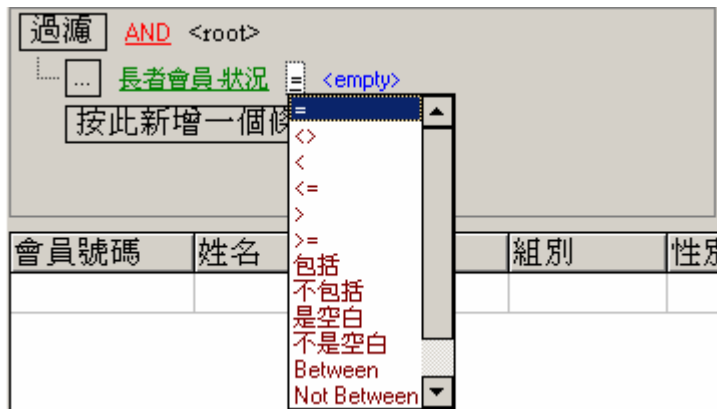 過濾 AND <root>
... 長者會員-狀況 = <empty>
按此新增一個條
=
<>
<
<=
>
>=
包括
不包括
是空白
不是空白
Between
Not Between
會員號碼 姓名 組別 性別